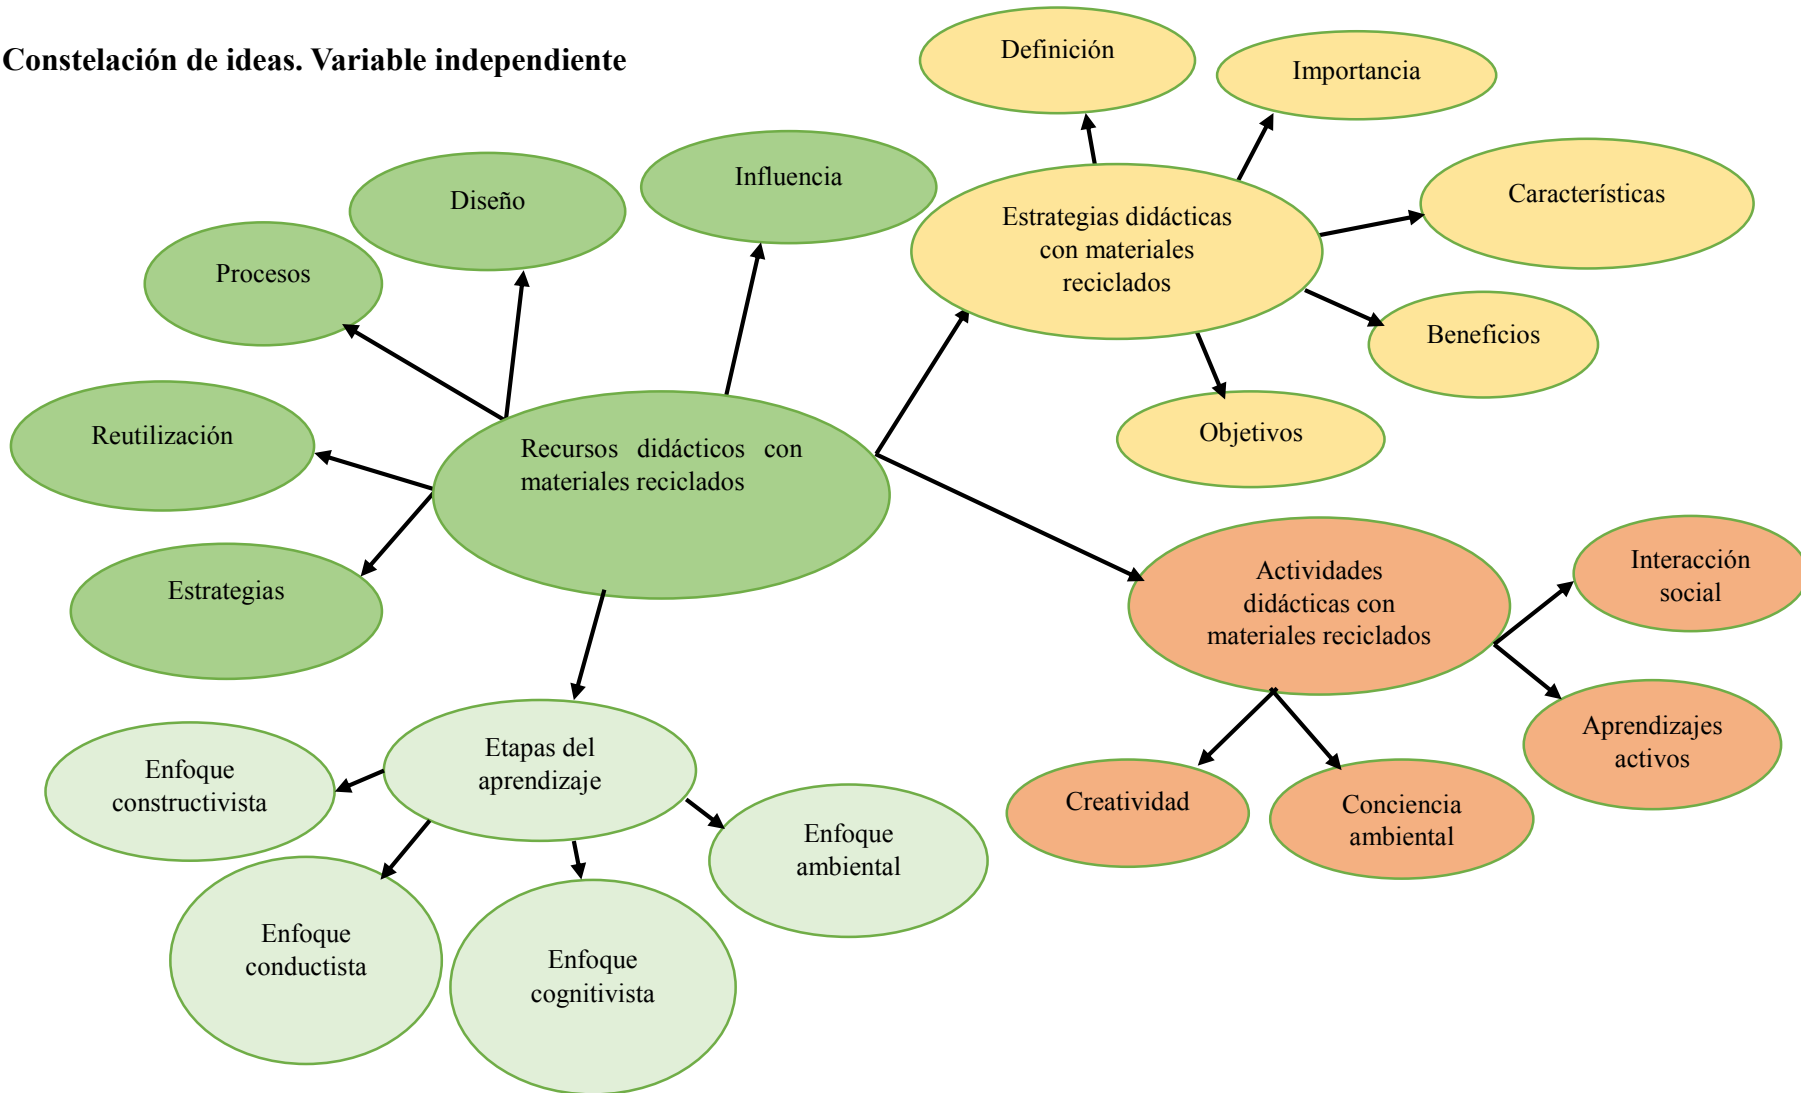 Constelación de ideas. Variable independiente
Definición
Importancia
Influencia
Diseño
Características
Estrategias didácticas
con materiales
reciclados
Procesos
Beneficios
Reutilización
Objetivos
Recursos didácticos con
materiales reciclados
Estrategias
Actividades
didácticas con
materiales reciclados
Interacción
social
Aprendizajes
activos
Etapas del
aprendizaje
Enfoque
constructivista
Creatividad
Conciencia
ambiental
Enfoque
ambiental
Enfoque
conductista
Enfoque
cognitivista